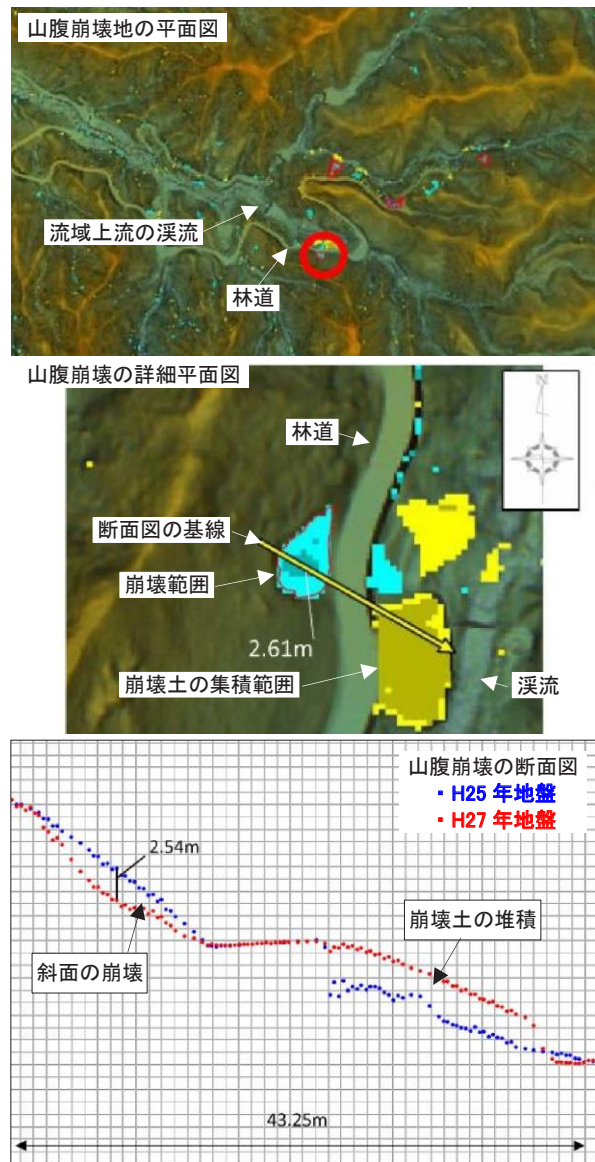 山腹崩壊地の平面図
流域上流の渓流
林道
山腹崩壊の詳細平面図
N
林道
断面図の基線
崩壊範囲
2.61m
崩壊土の集積範囲
渓流
山腹崩壊の断面図
・H25 年地盤
・H27 年地盤
2.54m
崩壊土の堆積
斜面の崩壊
43.25m